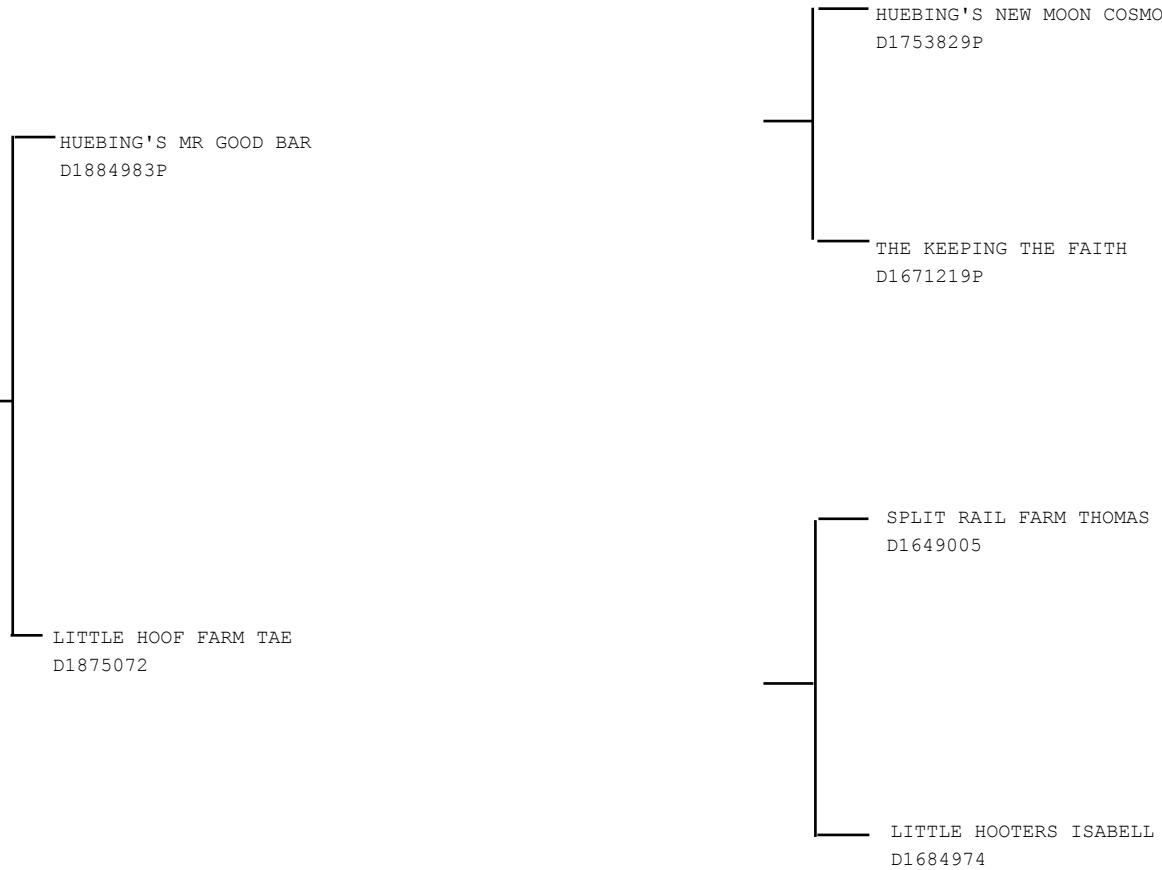 HUEBING'S NEW MOON COSMO
D1753829P
HUEBING'S MR GOOD BAR
D1884983P
THE KEEPING THE FAITH
D1671219P
SPLIT RAIL FARM THOMAS
D1649005
LITTLE HOOF FARM TAE
D1875072
LITTLE HOOTERS ISABELL
D1684974